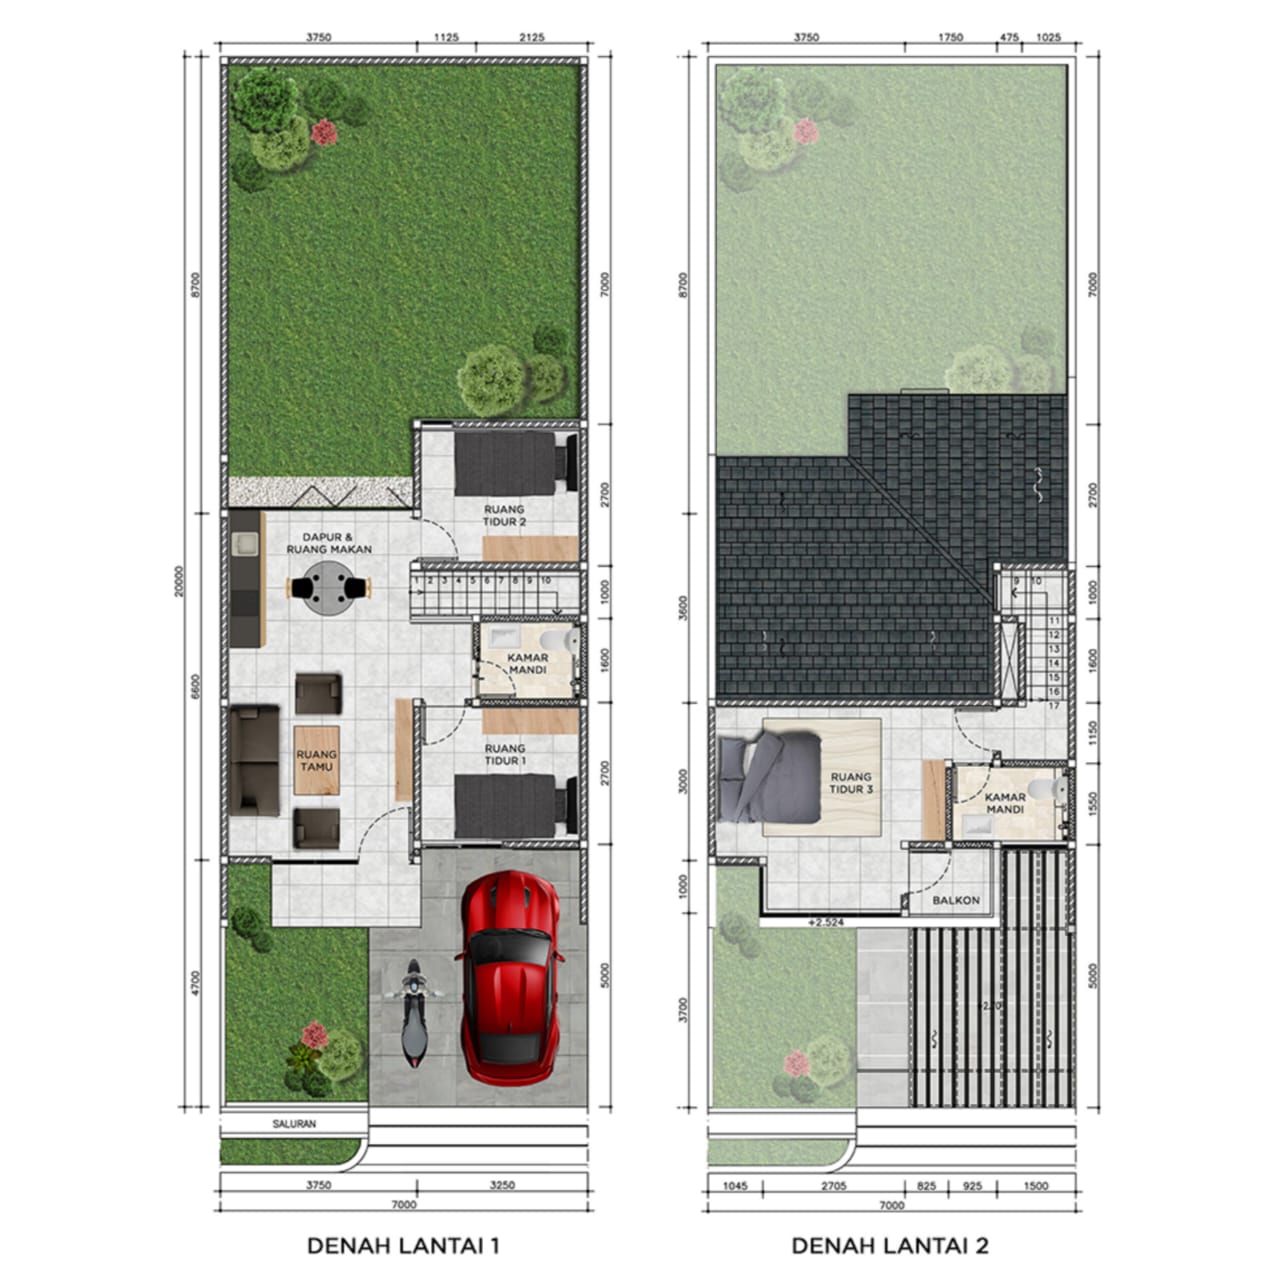 3750 1125 2125
8700
7000
20000
RUANG
TIDUR 2
2700
DAPUR &
RUANG MAKAN
1 2 3 4 5 6 7 8 9 10
1000
KAMAR
MANDI
1600
6600
RUANG
TAMU
RUANG
TIDUR 1
2700
4700
5000
SALURAN
3750 3250
7000
DENAH LANTAI 1
3750 1750 475 1025
8700
7000
2700
9 10
1000
3600
11
12
13
14
15
16
17
1600
1150
RUANG
TIDUR 3
3000
KAMAR
MANDI
1550
1000
BALKON
+2.524
3700
5000
1045 2705 825 925 1500
7000
DENAH LANTAI 2